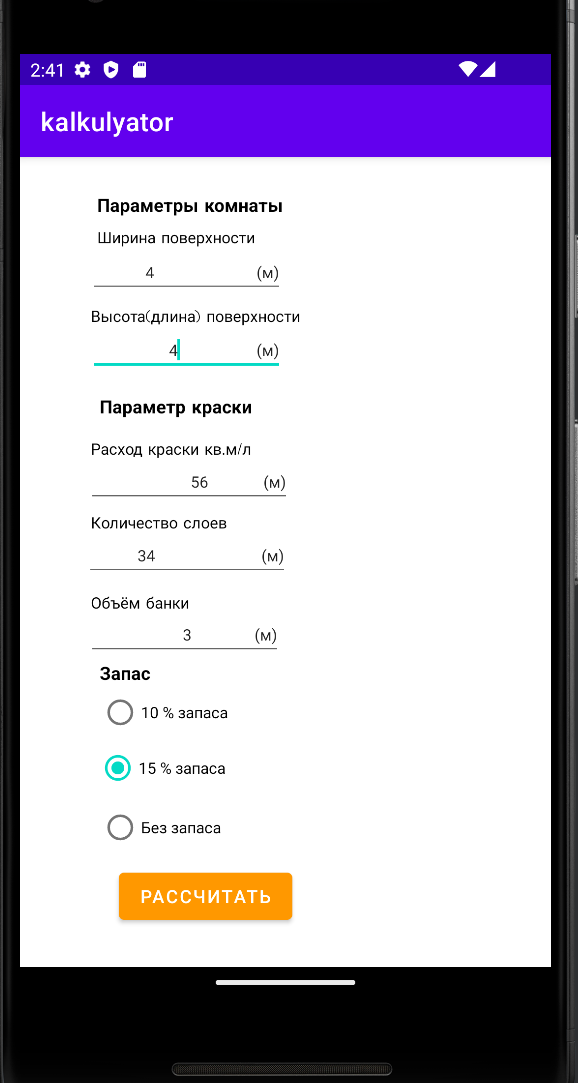 2:41
kalkulyator
Параметры комнаты
Ширина поверхности
4 (м)
Высота(длина) поверхности
4 (м)
Параметр краски
Расход краски кв.м/л
56 (м)
Количество слоев
34 (м)
Объём банки
3 (м)
Запас
10 % запаса
15 % запаса
Без запаса
РАССЧИТАТЬ